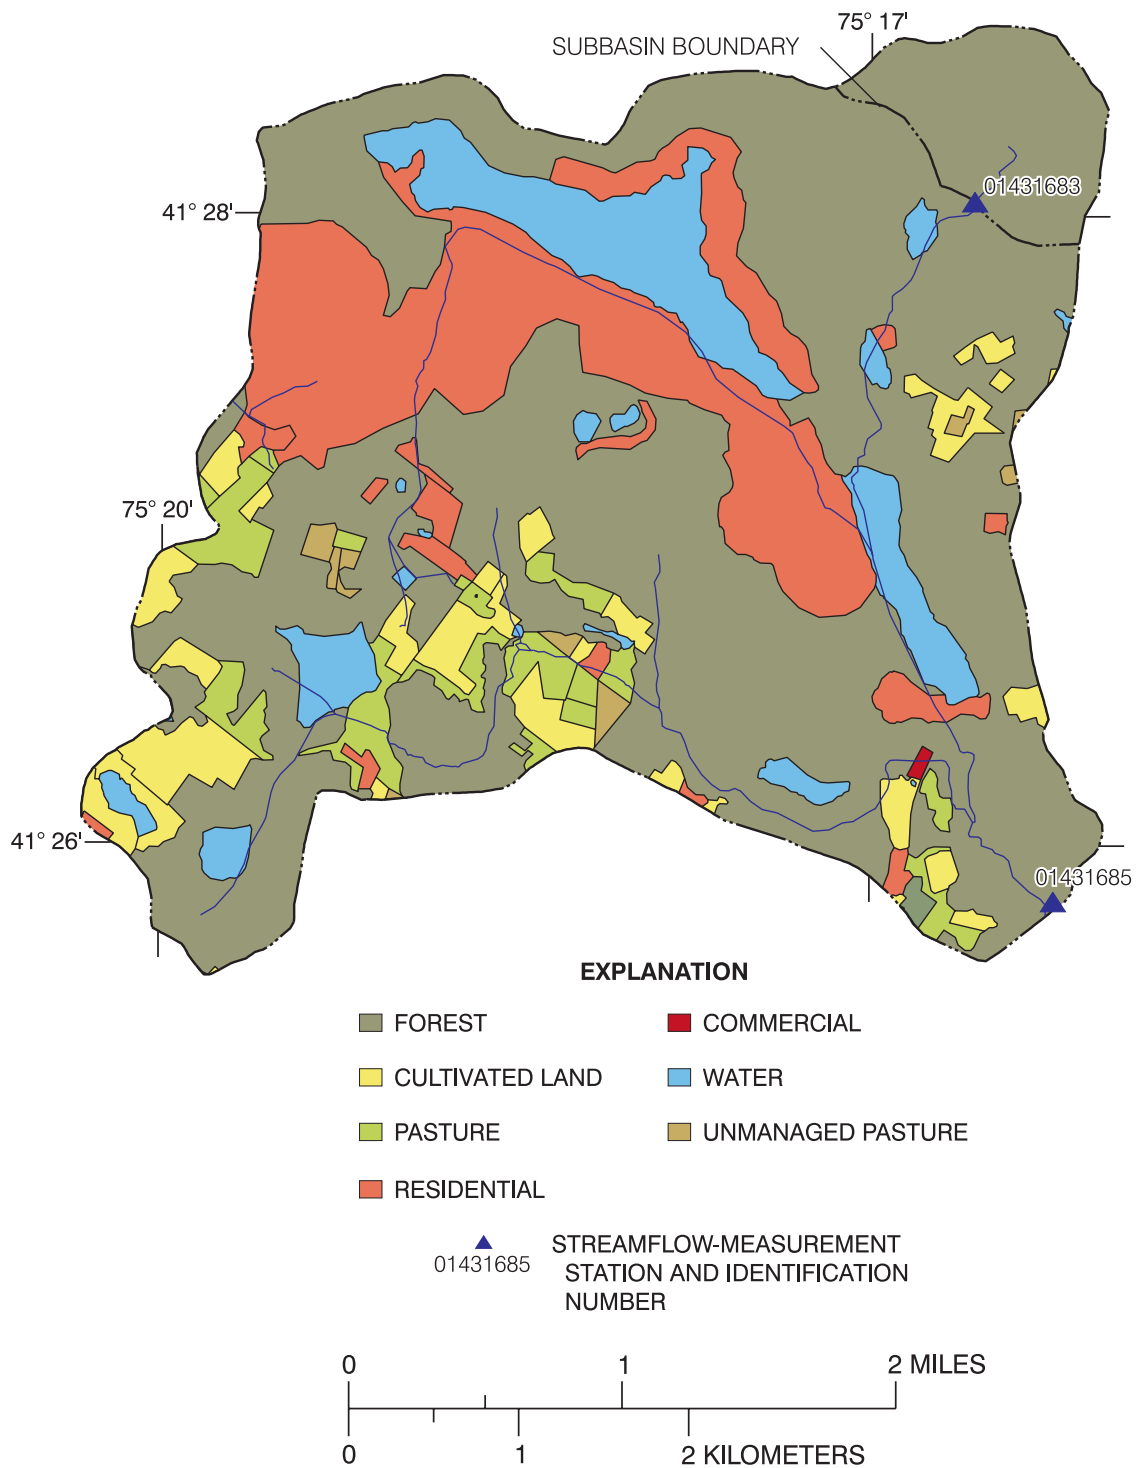 75° 17'
SUBBASIN BOUNDARY
01431683
41° 28'
75° 20'
41° 26'
01431685
EXPLANATION
FOREST
COMMERCIAL
CULTIVATED LAND
WATER
PASTURE
UNMANAGED PASTURE
RESIDENTIAL
01431685
STREAMFLOW-MEASUREMENT
STATION AND IDENTIFICATION
NUMBER
0 1 2 MILES
0 1 2 KILOMETERS